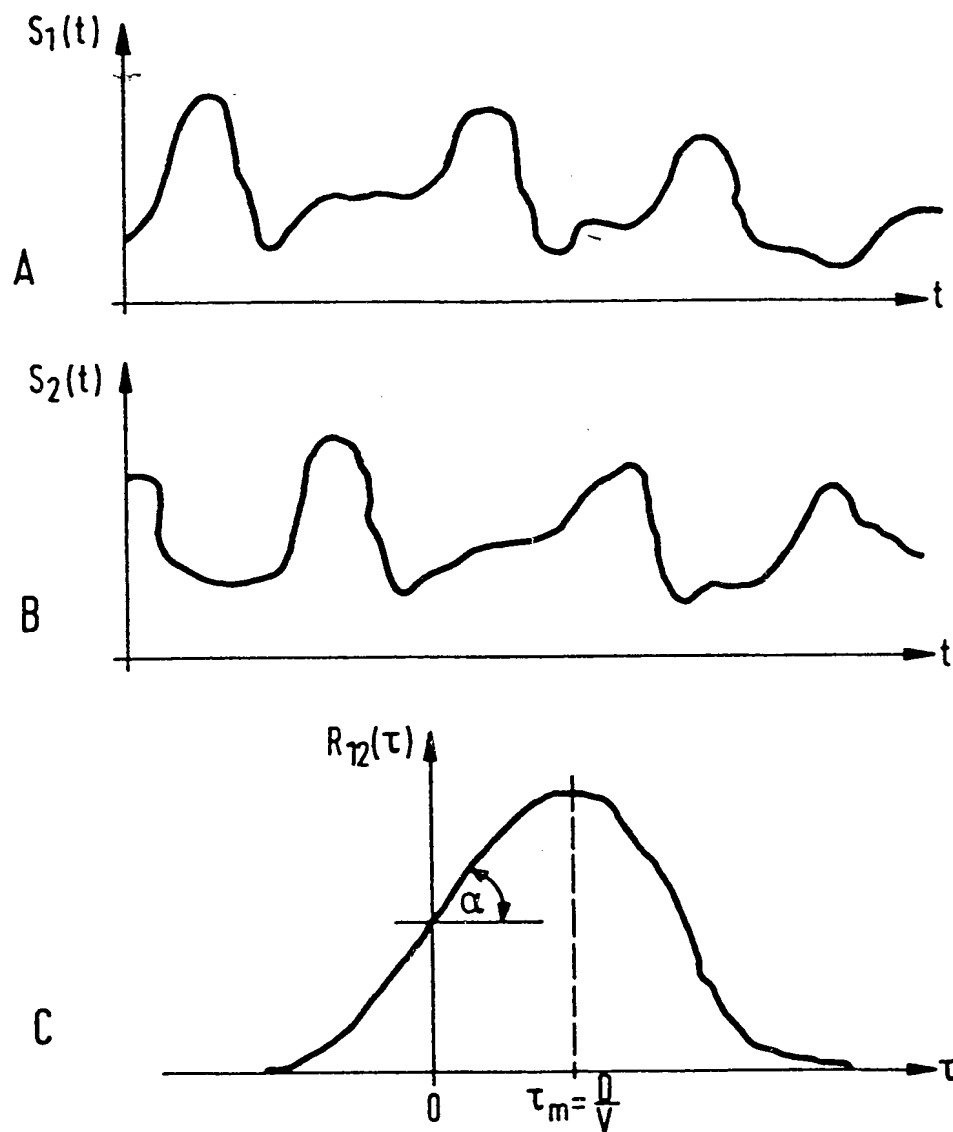 S₁(t)
A
t
S₂(t)
B
t
R₁₂(τ)
α
C
0
τₘ = D/V
τ